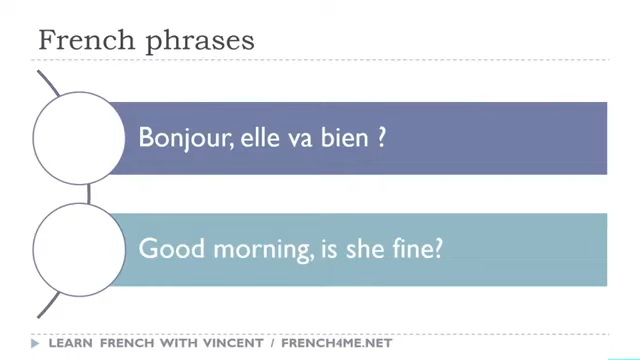 French phrases
Bonjour, elle va bien ?
Good morning, is she fine?
LEARN FRENCH WITH VINCENT / FRENCH4ME.NET